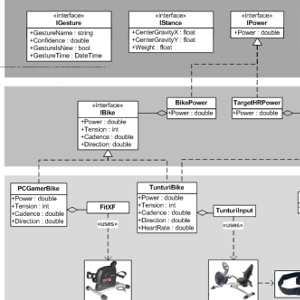 «interface»
IGesture
+GestureName : string
+Confidence : double
+GestureIsNew : bool
+GestureTime : DateTime
«interface»
IStance
+CenterGravityX : float
+CenterGravityY : float
+Weight : float
«interface»
IPower
+Power : double
«interface»
IBike
+Power : double
+Tension : int
+Cadence : double
+Direction : double
BikePower
+Power : double
TargetHRPower
+Power : double
PCGamerBike
+Power : double
+Tension : int
+Cadence : double
+Direction : double
FitXF
«uses»
TunturiBike
+Power : double
+Tension : int
+Cadence : double
+Direction : double
+HeartRate : double
TunturiInput
«uses»